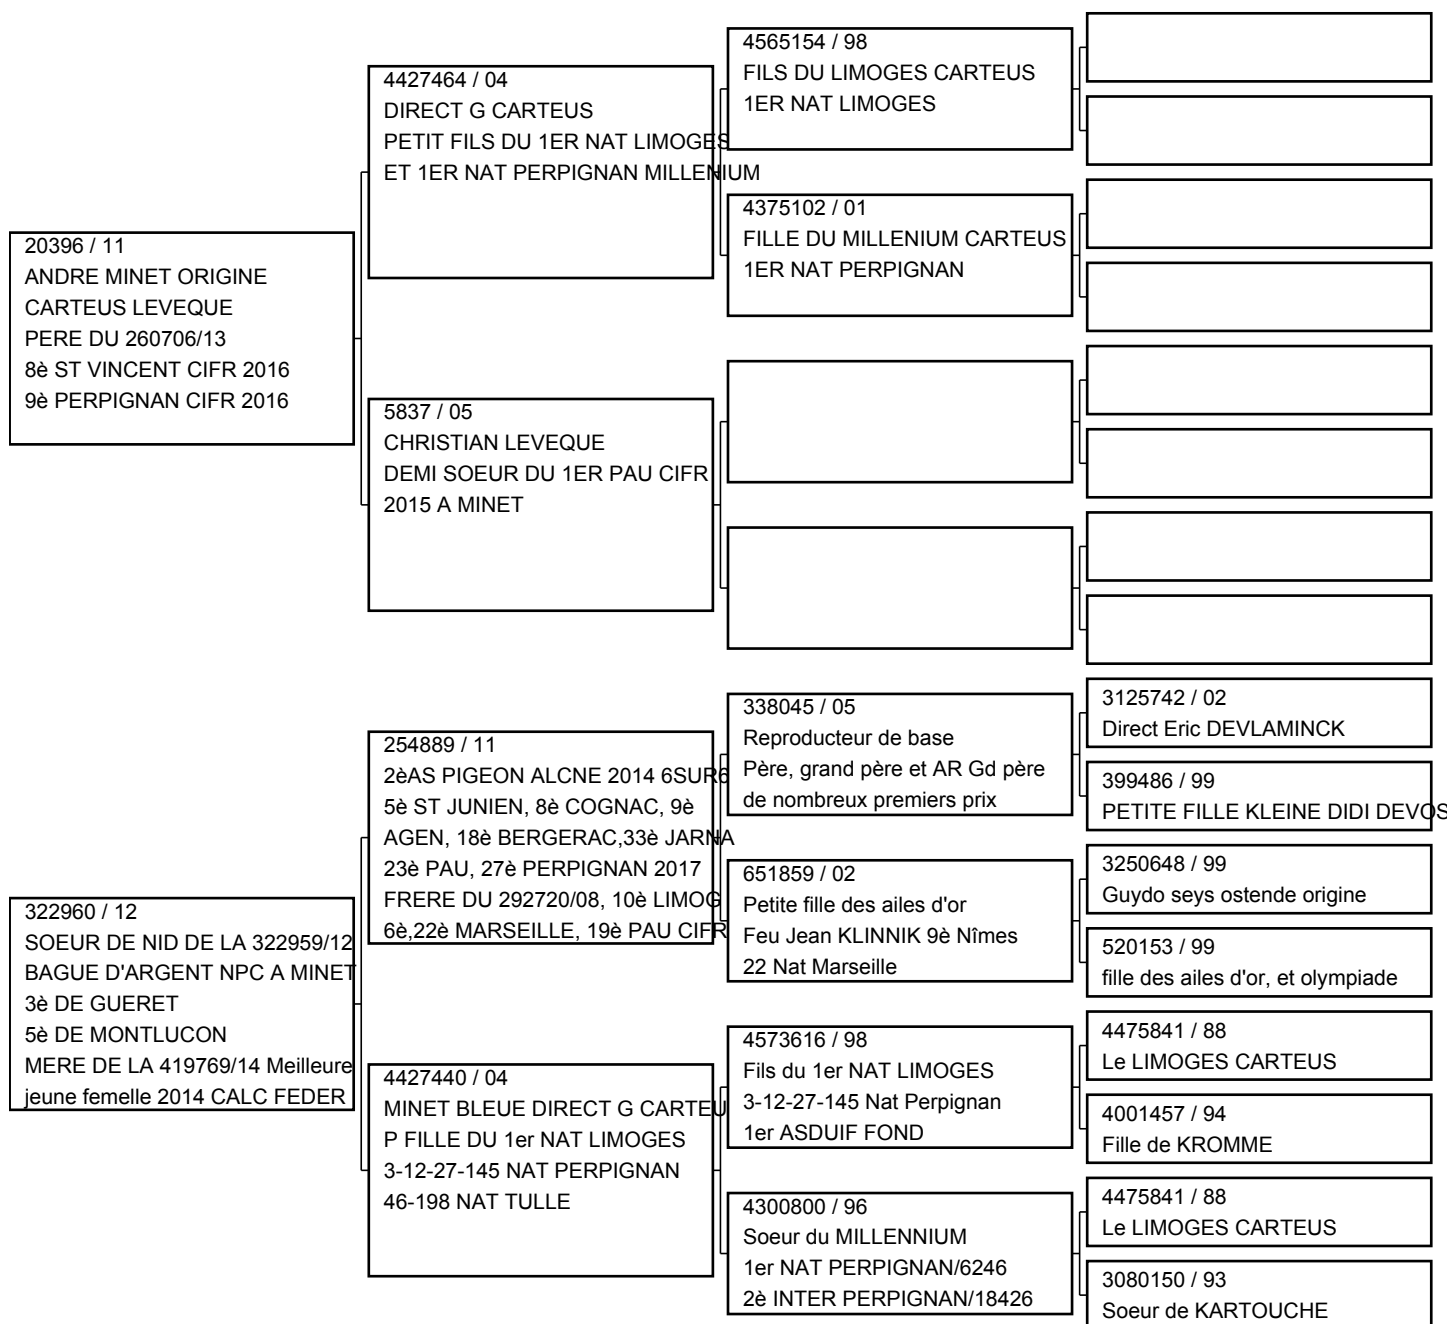 20396 / 11
ANDRE MINET ORIGINE
CARTEUS LEVEQUE
PERE DU 260706/13
8è ST VINCENT CIFR 2016
9è PERPIGNAN CIFR 2016
322960 / 12
SOEUR DE NID DE LA 322959/12
BAGUE D'ARGENT NPC A MINET
3è DE GUERET
5è DE MONTLUCON
MERE DE LA 419769/14 Meilleure
jeune femelle 2014 CALC FEDER
4427464 / 04
DIRECT G CARTEUS
PETIT FILS DU 1ER NAT LIMOGES
ET 1ER NAT PERPIGNAN MILLENIUM
5837 / 05
CHRISTIAN LEVEQUE
DEMI SOEUR DU 1ER PAU CIFR
2015 A MINET
254889 / 11
2èAS PIGEON ALCNE 2014 6SUR6
5è ST JUNIEN, 8è COGNAC, 9è
AGEN, 18è BERGERAC,33è JARNA
23è PAU, 27è PERPIGNAN 2017
FRERE DU 292720/08, 10è LIMOG
6è,22è MARSEILLE, 19è PAU CIFR
4427440 / 04
MINET BLEUE DIRECT G CARTEU
P FILLE DU 1er NAT LIMOGES
3-12-27-145 NAT PERPIGNAN
46-198 NAT TULLE
4565154 / 98
FILS DU LIMOGES CARTEUS
1ER NAT LIMOGES
4375102 / 01
FILLE DU MILLENIUM CARTEUS
1ER NAT PERPIGNAN
338045 / 05
Reproducteur de base
Père, grand père et AR Gd père
de nombreux premiers prix
651859 / 02
Petite fille des ailes d'or
Feu Jean KLINNIK 9è Nîmes
22 Nat Marseille
4573616 / 98
Fils du 1er NAT LIMOGES
3-12-27-145 Nat Perpignan
1er ASDUIF FOND
4300800 / 96
Soeur du MILLENNIUM
1er NAT PERPIGNAN/6246
2è INTER PERPIGNAN/18426
3125742 / 02
Direct Eric DEVLAMINCK
399486 / 99
PETITE FILLE KLEINE DIDI DEVOS
3250648 / 99
Guydo seys ostende origine
520153 / 99
fille des ailes d'or, et olympiade
4475841 / 88
Le LIMOGES CARTEUS
4001457 / 94
Fille de KROMME
4475841 / 88
Le LIMOGES CARTEUS
3080150 / 93
Soeur de KARTOUCHE